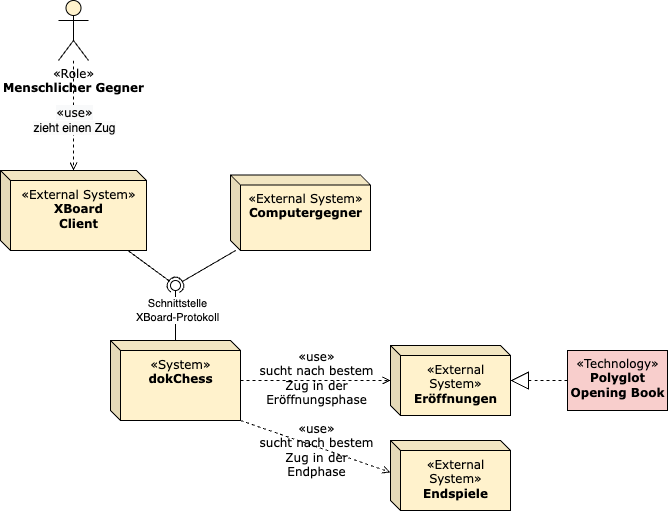 «Role»
Menschlicher Gegner
«use»
zieht einen Zug
«External System»
XBoard
Client
«External System»
Computergegner
Schnittstelle
XBoard-Protokoll
«System»
dokChess
«use»
sucht nach bestem
Zug in der
Eröffnungsphase
«External
System»
Eröffnungen
«Technology»
Polyglot
Opening Book
«use»
sucht nach bestem
Zug in der
Endphase
«External
System»
Endspiele